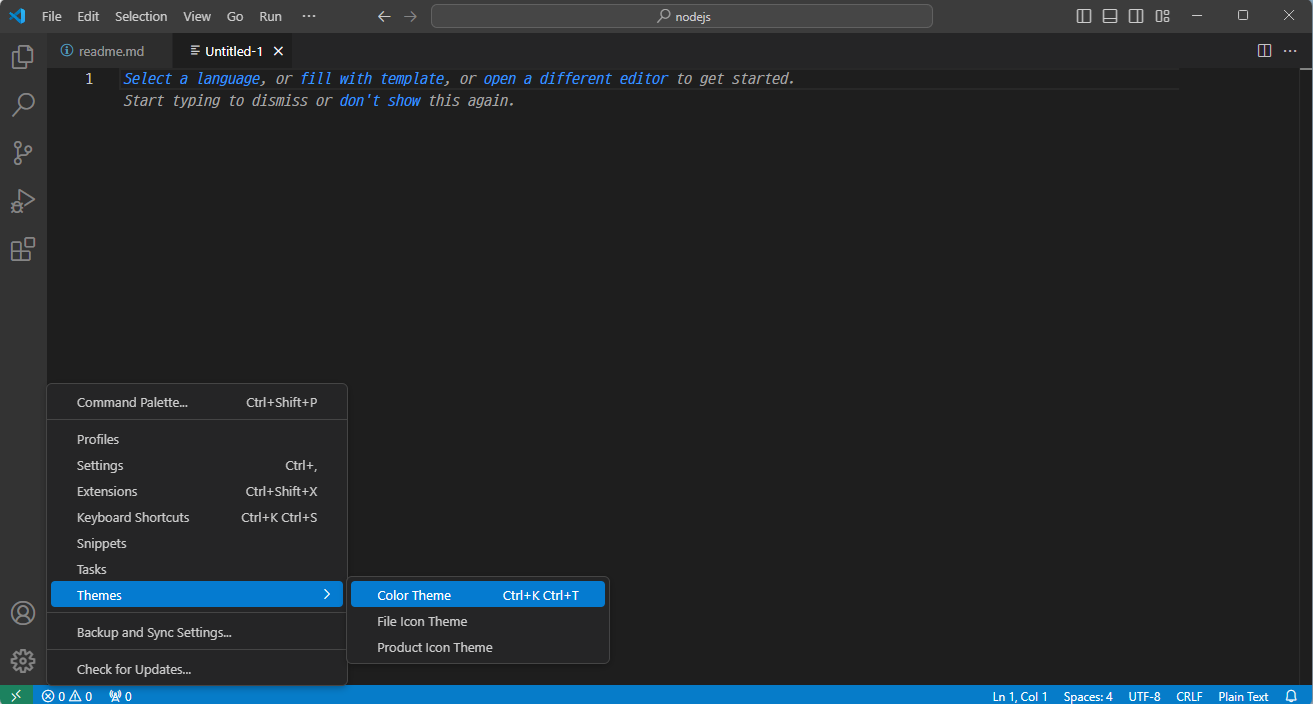 File Edit Selection View Go Run ··· nodejs
readme.md Untitled-1
1 Select a language, or fill with template, or open a different editor to get started.
Start typing to dismiss or don't show this again.
Command Palette... Ctrl+Shift+P
Profiles
Settings Ctrl+,
Extensions Ctrl+Shift+X
Keyboard Shortcuts Ctrl+K Ctrl+S
Snippets
Tasks
Themes
Color Theme Ctrl+K Ctrl+T
File Icon Theme
Product Icon Theme
Backup and Sync Settings...
Check for Updates...
0 0 0 Ln 1, Col 1 Spaces: 4 UTF-8 CRLF Plain Text